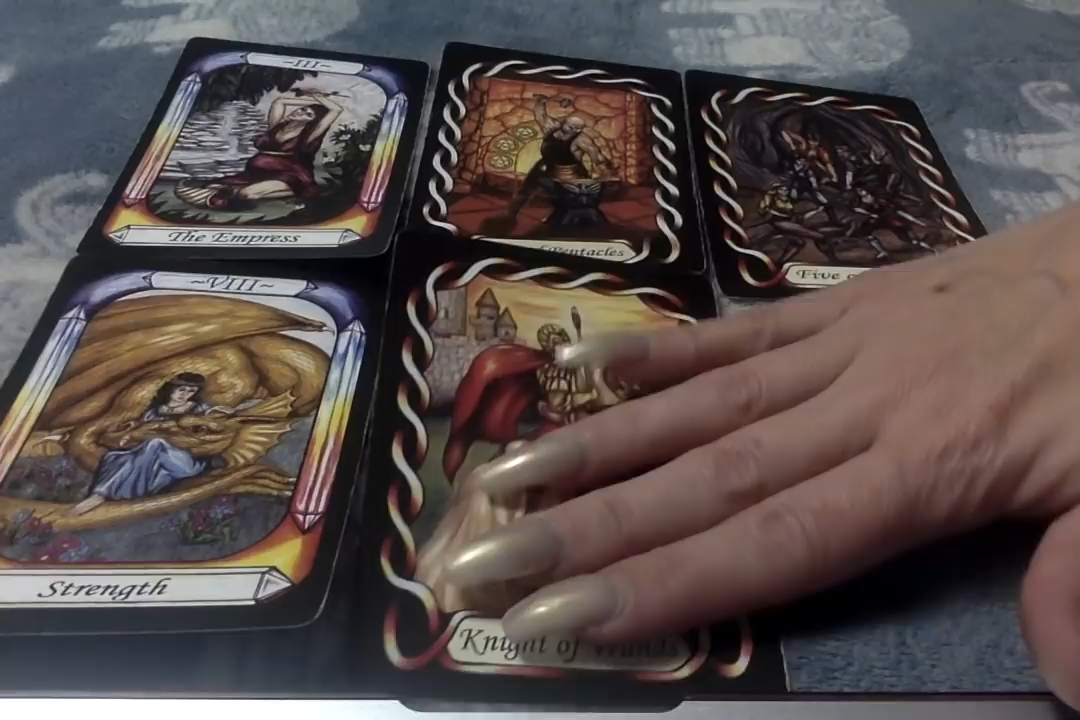 ~III~
The Empress
Pentacles
Five
~VIII~
Strength
Knight of Wands